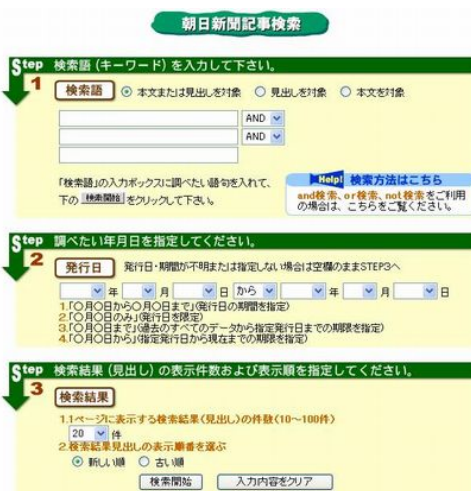 朝日新聞記事検索
Step 1 検索語（キーワード）を入力して下さい。
検索語 本文または見出しを対象 見出しを対象 本文を対象
AND
AND
「検索語」の入力ボックスに調べたい語句を入れて、
下の 検索開始 をクリックして下さい。
Help! 検索方法はこちら
and検索、or検索、not検索をご利用
の場合は、こちらをご覧ください。
Step 2 調べたい年月日を指定してください。
発行日 発行日・期間が不明または指定しない場合は空欄のままSTEP3へ
年 月 日 から 年 月 日
1.「○月○日から○月○日まで」(発行日の期間を指定)
2.「○月○日のみ」(発行日を限定)
3.「○月○日まで」(過去のすべてのデータから指定発行日までの期限を指定)
4.「○月○日から」(指定発行日から現在までの期限を指定)
Step 3 検索結果（見出し）の表示件数および表示順を指定してください。
検索結果
1.1ページに表示する検索結果(見出し)の件数(10～100件)
20 件
2.検索結果見出しの表示順番を選ぶ
新しい順 古い順
検索開始 入力内容をクリア